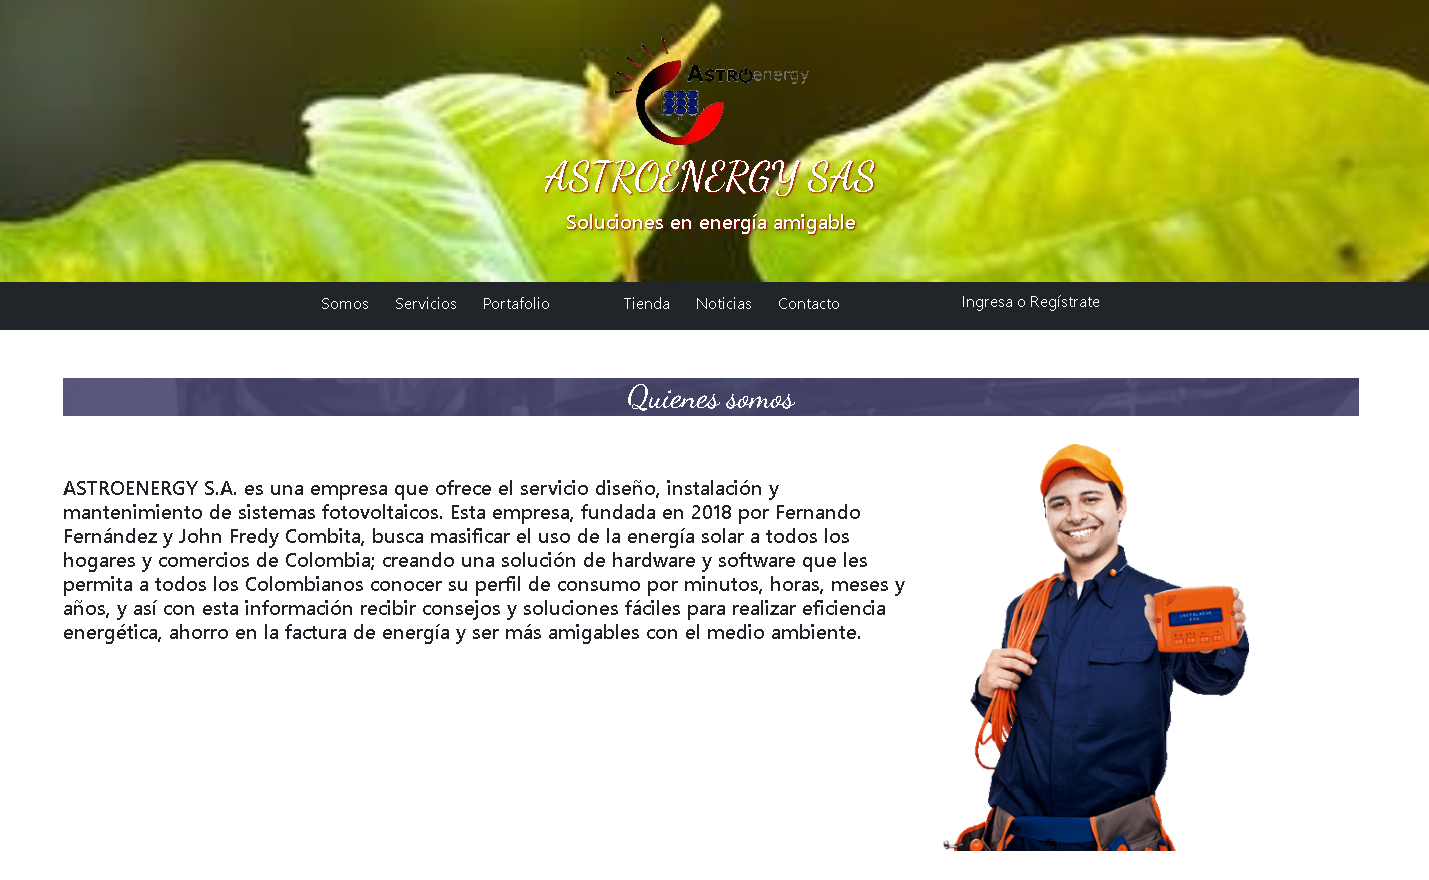 ASTROenergy
ASTROENERGY SAS
Soluciones en energía amigable
Somos Servicios Portafolio Tienda Noticias Contacto Ingresa o Regístrate
Quienes somos
ASTROENERGY S.A. es una empresa que ofrece el servicio diseño, instalación y
mantenimiento de sistemas fotovoltaicos. Esta empresa, fundada en 2018 por Fernando
Fernández y John Fredy Combita, busca masificar el uso de la energía solar a todos los
hogares y comercios de Colombia; creando una solución de hardware y software que les
permita a todos los Colombianos conocer su perfil de consumo por minutos, horas, meses y
años, y así con esta información recibir consejos y soluciones fáciles para realizar eficiencia
energética, ahorro en la factura de energía y ser más amigables con el medio ambiente.
INSTALADOR